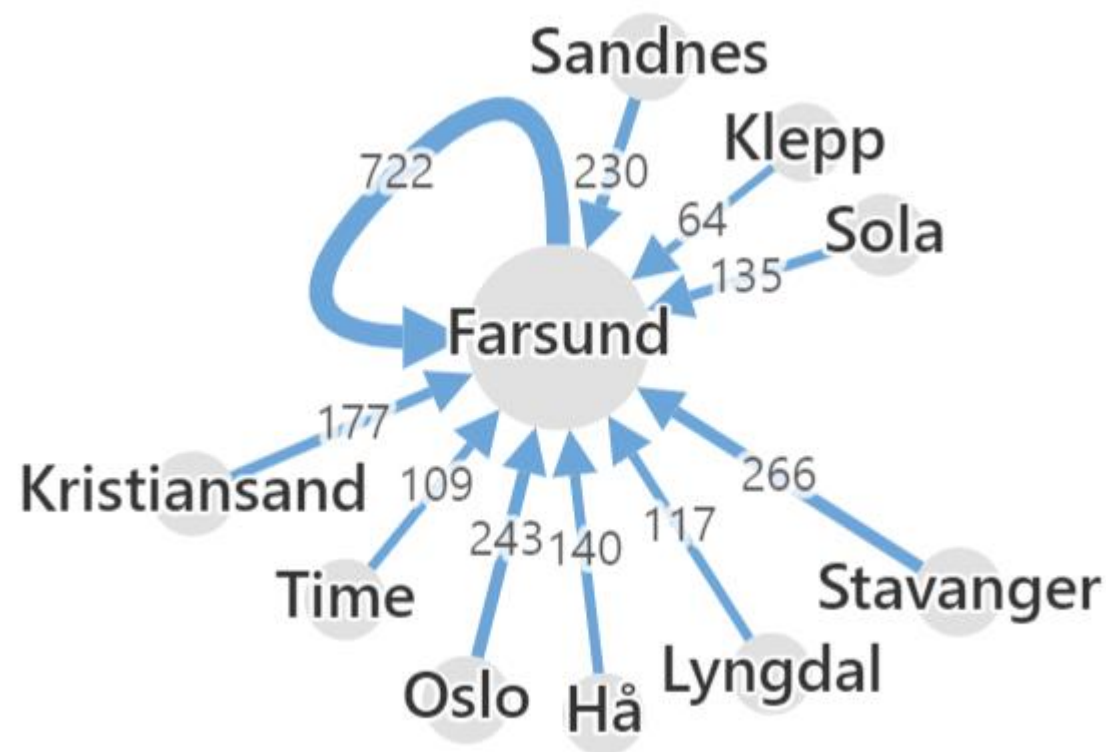 Sandnes
Klepp
722
230
64
Sola
135
Farsund
177
266
Kristiansand
109
117
243
140
Time
Stavanger
Lyngdal
Oslo
Hå